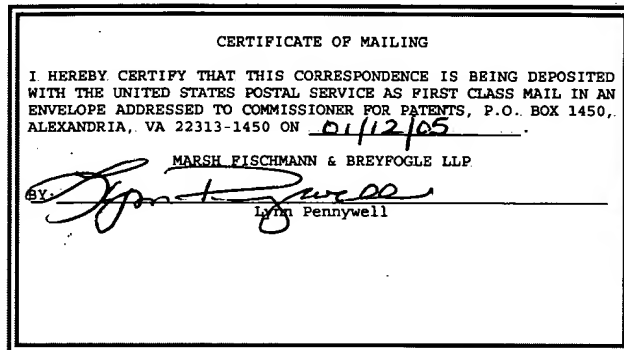 CERTIFICATE OF MAILING
I HEREBY CERTIFY THAT THIS CORRESPONDENCE IS BEING DEPOSITED
WITH THE UNITED STATES POSTAL SERVICE AS FIRST CLASS MAIL IN AN
ENVELOPE ADDRESSED TO COMMISSIONER FOR PATENTS, P.O. BOX 1450,
ALEXANDRIA, VA 22313-1450 ON 01/12/05.
MARSH FISCHMANN & BREYFOGLE LLP
BY: Lynn Pennywell
Lynn Pennywell